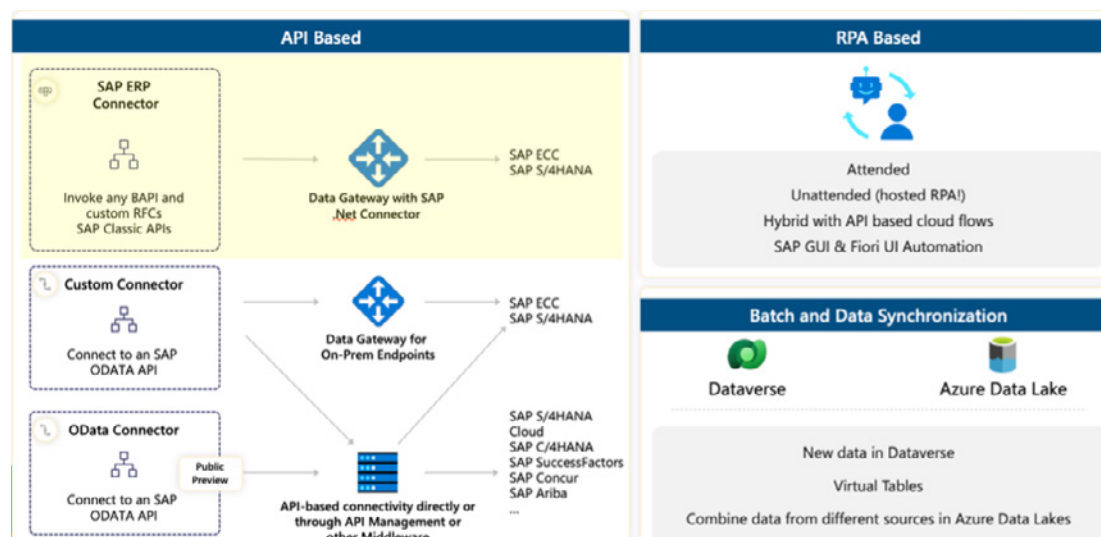 API Based
SAP ERP
Connector
Invoke any BAPI and
custom RFCs
SAP Classic APIs
Data Gateway with SAP
.Net Connector
SAP ECC
SAP S/4HANA
Custom Connector
Connect to an SAP
ODATA API
Data Gateway for
On-Prem Endpoints
SAP ECC
SAP S/4HANA
OData Connector
Connect to an SAP
ODATA API
Public
Preview
API-based connectivity directly or
through API Management or
other Middleware
SAP S/4HANA
Cloud
SAP C/4HANA
SAP SuccessFactors
SAP Concur
SAP Ariba
...
RPA Based
Attended
Unattended (hosted RPA!)
Hybrid with API based cloud flows
SAP GUI & Fiori UI Automation
Batch and Data Synchronization
Dataverse
Azure Data Lake
New data in Dataverse
Virtual Tables
Combine data from different sources in Azure Data Lakes